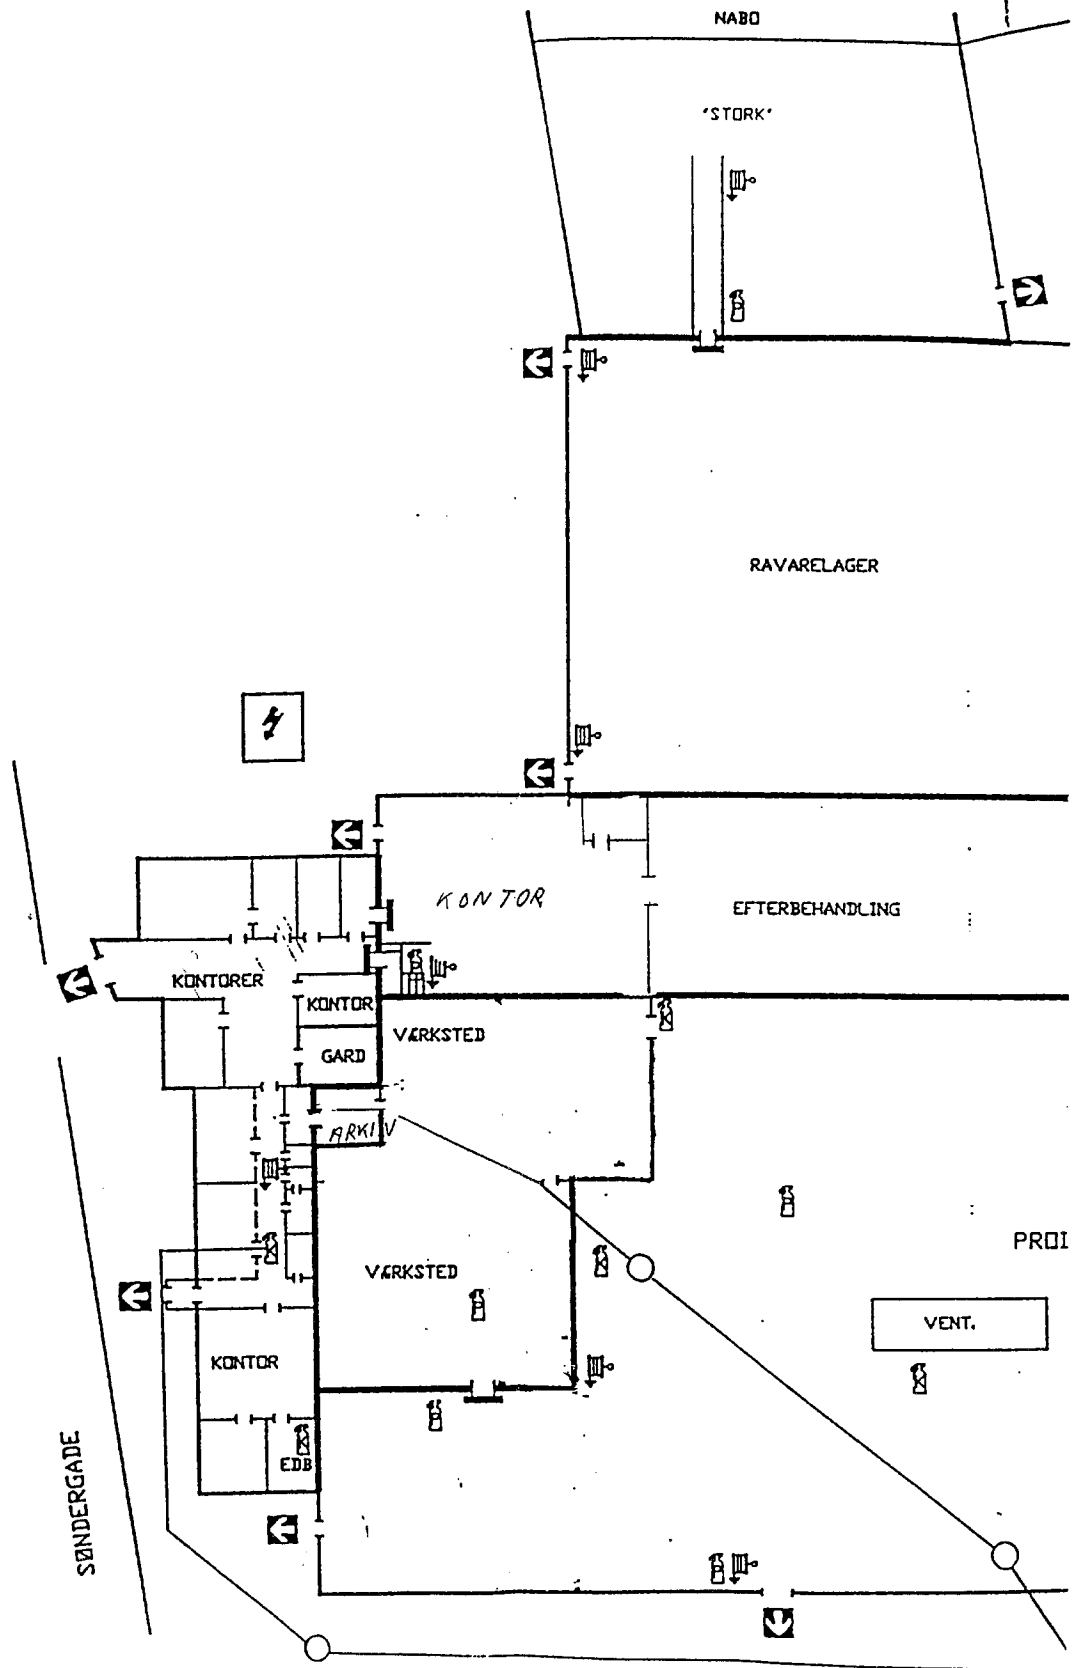 NABO
"STORK"
RAVARELAGER
KONTOR
EFTERBEHANDLING
KONTORER
KONTOR
VÆRKSTED
GARD
ARKIV
VÆRKSTED
PROI
VENT.
KONTOR
EDB
SØNDERGADE